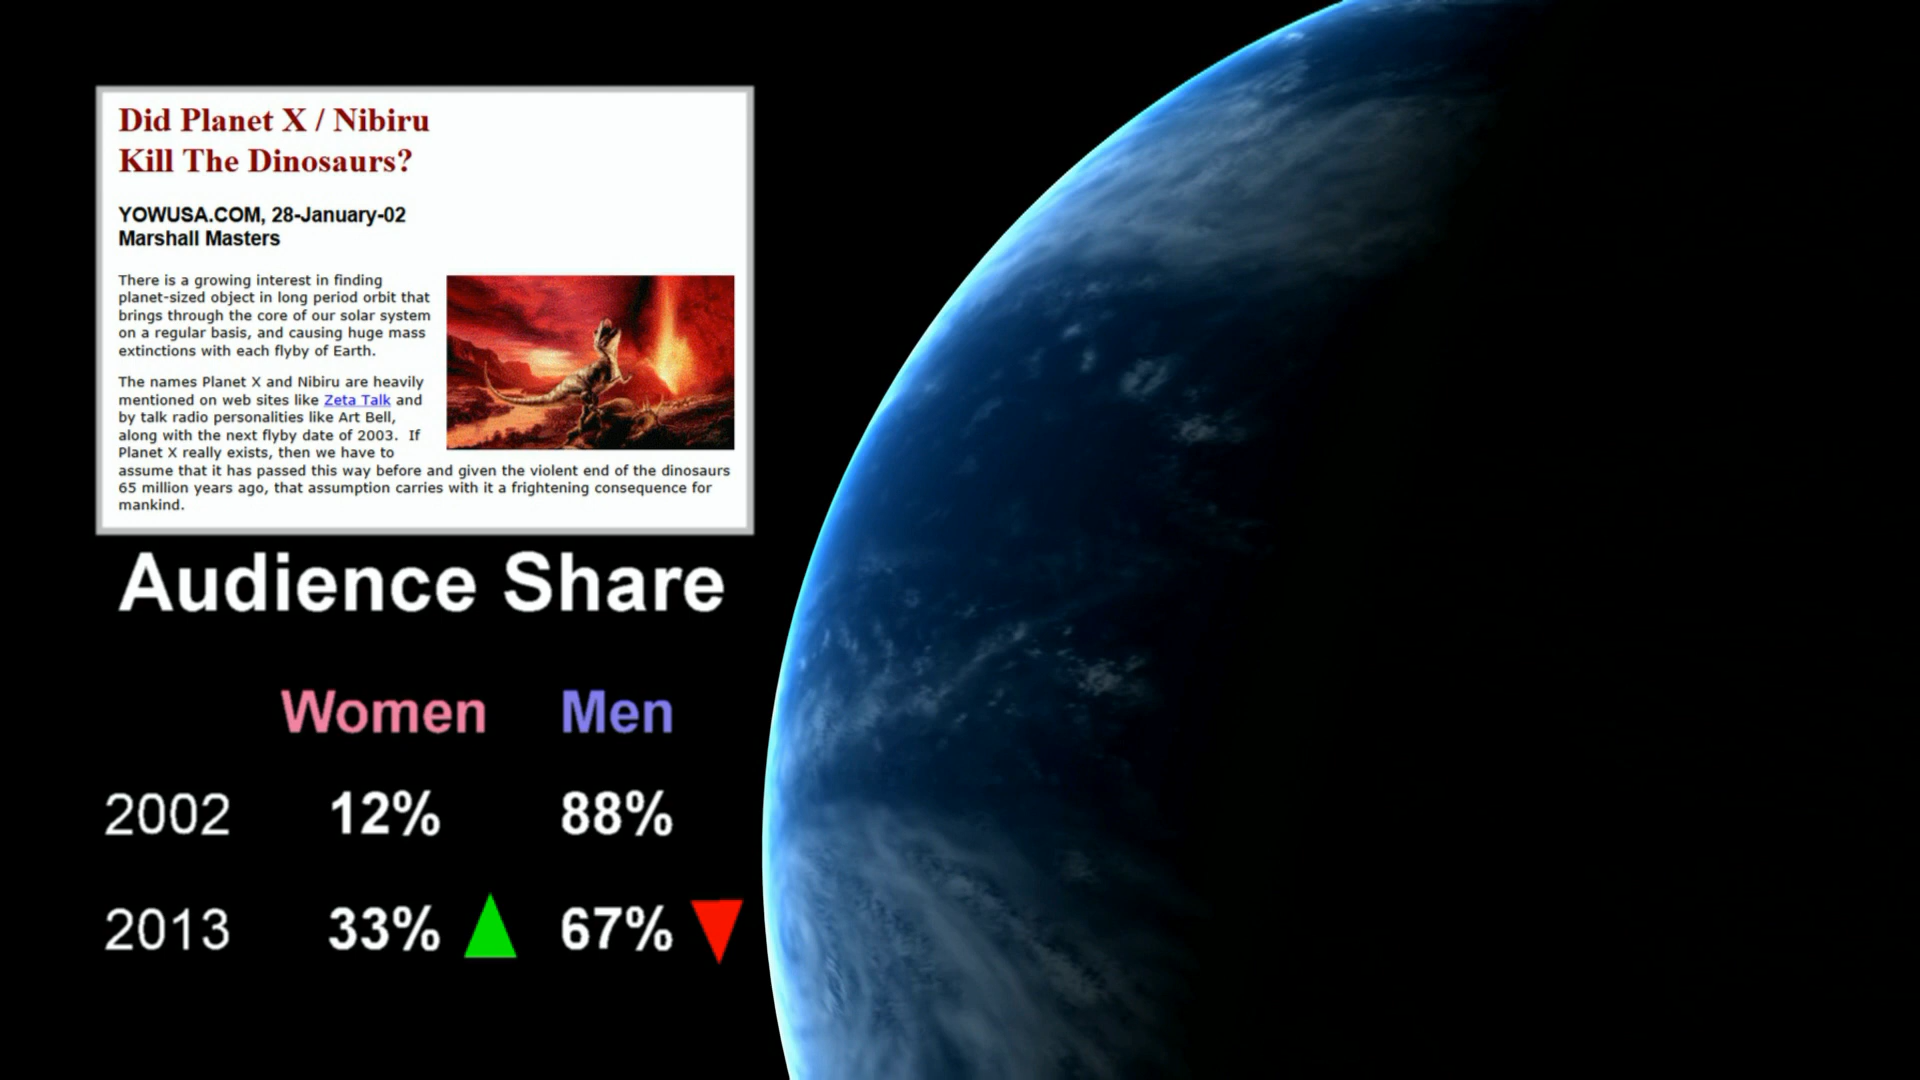 Did Planet X / Nibiru
Kill The Dinosaurs?
YOWUSA.COM, 28-January-02
Marshall Masters
There is a growing interest in finding
planet-sized object in long period orbit that
brings through the core of our solar system
on a regular basis, and causing huge mass
extinctions with each flyby of Earth.
The names Planet X and Nibiru are heavily
mentioned on web sites like Zeta Talk and
by talk radio personalities like Art Bell,
along with the next flyby date of 2003.  If
Planet X really exists, then we have to
assume that it has passed this way before and given the violent end of the dinosaurs
65 million years ago, that assumption carries with it a frightening consequence for
mankind.
Audience Share
Women Men
2002 12% 88%
2013 33% 67%